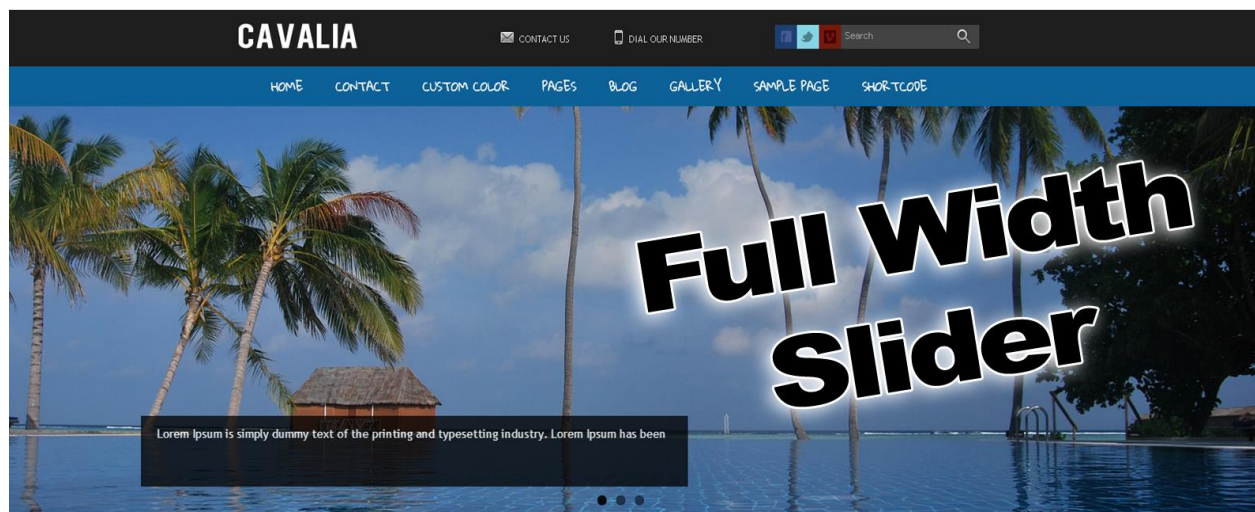 CAVALIA
CONTACT US
DIAL OUR NUMBER
Search
HOME
CONTACT
CUSTOM COLOR
PAGES
BLOG
GALLERY
SAMPLE PAGE
SHORTCODE
Full Width
Slider
Lorem Ipsum is simply dummy text of the printing and typesetting industry. Lorem Ipsum has been